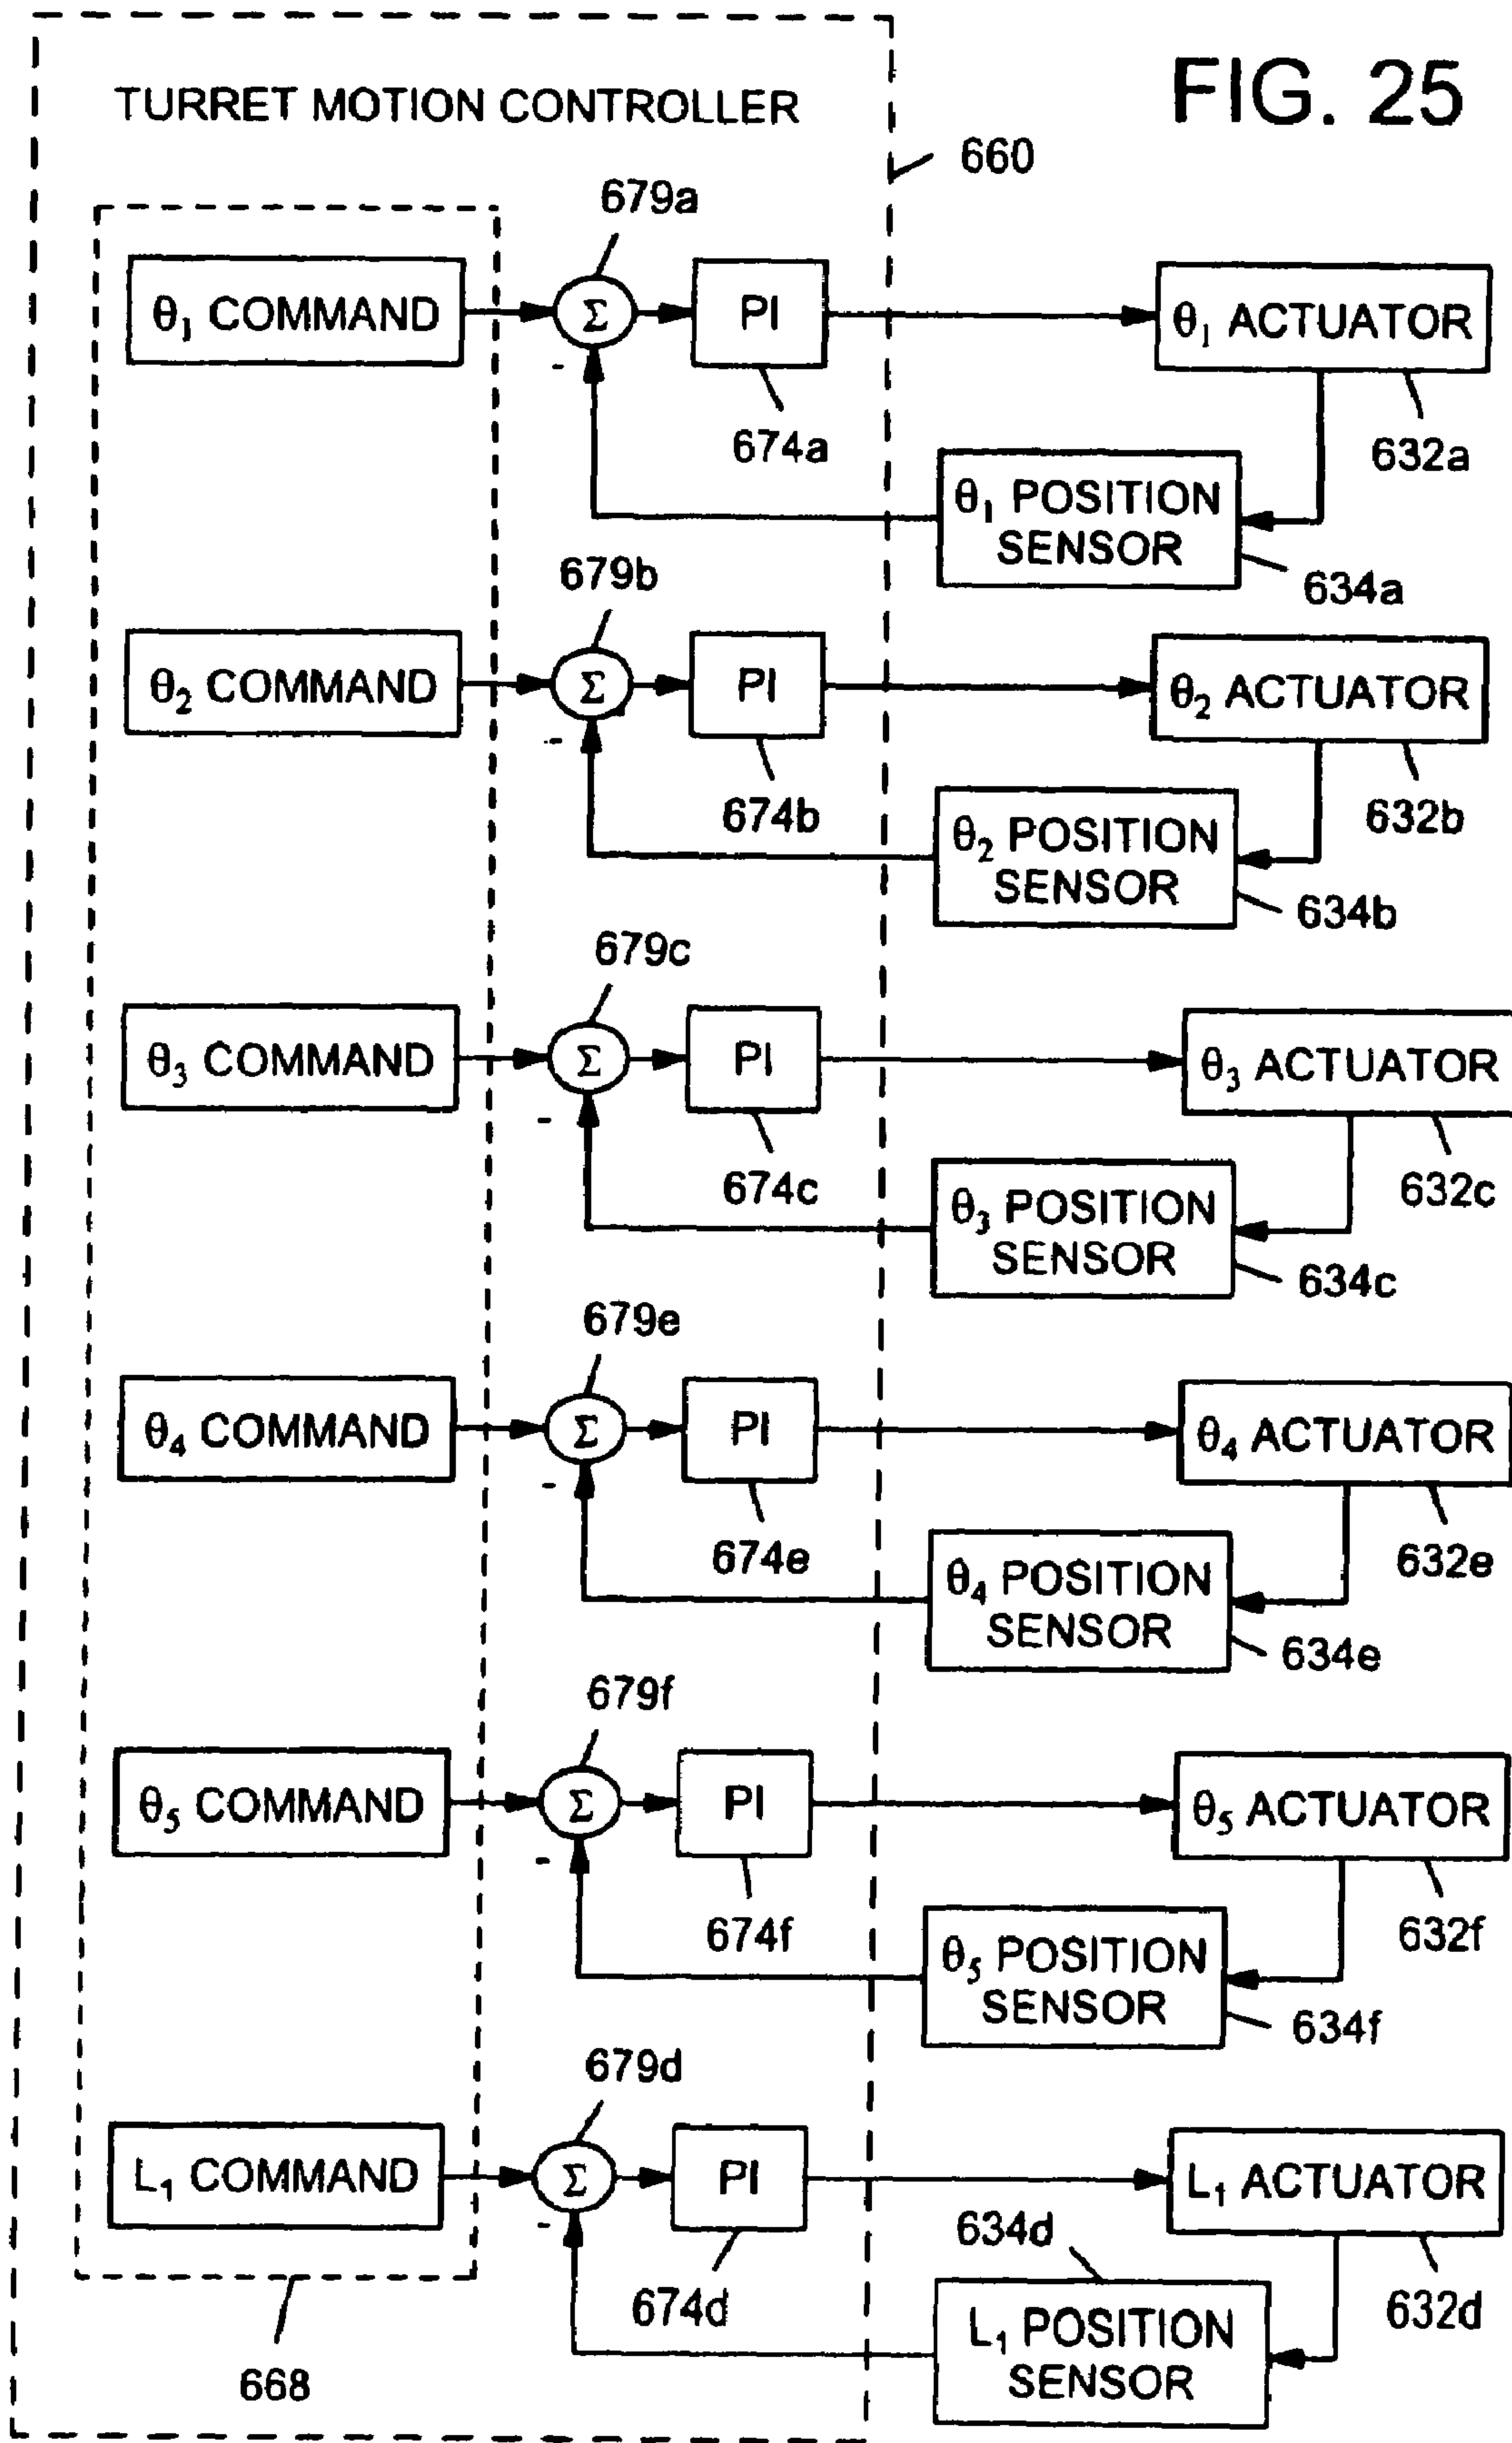 FIG. 25
TURRET MOTION CONTROLLER
660
679a
θ₁ COMMAND
Σ
PI
θ₁ ACTUATOR
-
674a
632a
θ₁ POSITION
SENSOR
634a
679b
θ₂ COMMAND
Σ
PI
θ₂ ACTUATOR
-
674b
632b
θ₂ POSITION
SENSOR
634b
679c
θ₃ COMMAND
Σ
PI
θ₃ ACTUATOR
-
674c
632c
θ₃ POSITION
SENSOR
634c
679e
θ₄ COMMAND
Σ
PI
θ₄ ACTUATOR
-
674e
632e
θ₄ POSITION
SENSOR
634e
679f
θ₅ COMMAND
Σ
PI
θ₅ ACTUATOR
-
674f
632f
θ₅ POSITION
SENSOR
634f
679d
L₁ COMMAND
Σ
PI
L₁ ACTUATOR
-
674d
634d
632d
L₁ POSITION
SENSOR
668